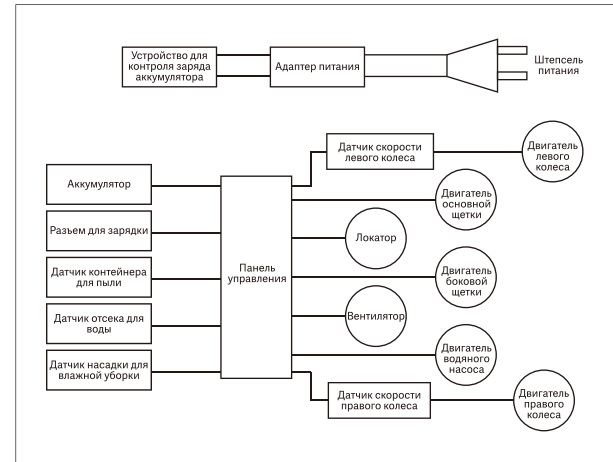 Устройство для
контроля заряда
аккумулятора
Адаптер питания
Штепсель
питания
Датчик скорости
левого колеса
Двигатель
левого
колеса
Аккумулятор
Двигатель
основной
щетки
Разъем для зарядки
Локатор
Панель
управления
Датчик контейнера
для пыли
Двигатель
боковой
щетки
Датчик отсека для
воды
Вентилятор
Датчик насадки для
влажной уборки
Двигатель
водяного
насоса
Датчик скорости
правого колеса
Двигатель
правого
колеса